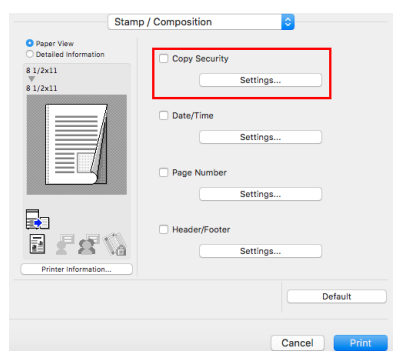 Stamp / Composition
Paper View
Detailed Information
8 1/2x11
8 1/2x11
Printer Information...
Copy Security
Settings...
Date/Time
Settings...
Page Number
Settings...
Header/Footer
Settings...
Default
Cancel
Print